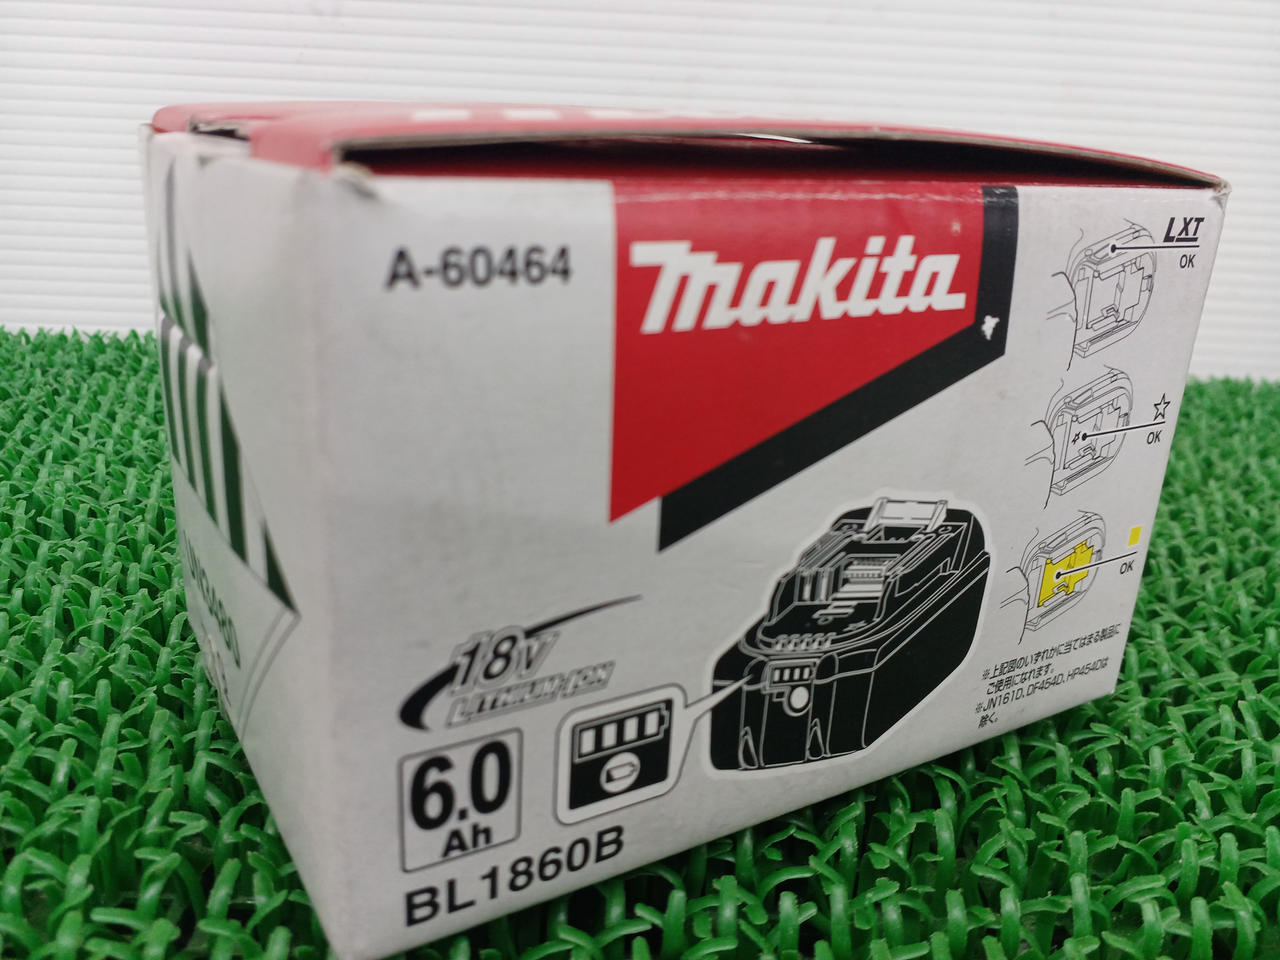 A-60464
makita
LXT
OK
☆
OK
OK
18V
LITHIUM-ION
6.0
Ah
BL1860B
※上記図のいずれかに当てはまる製品に
ご使用になれます。
※JN161D、DF454D、HP454Dは
除く。